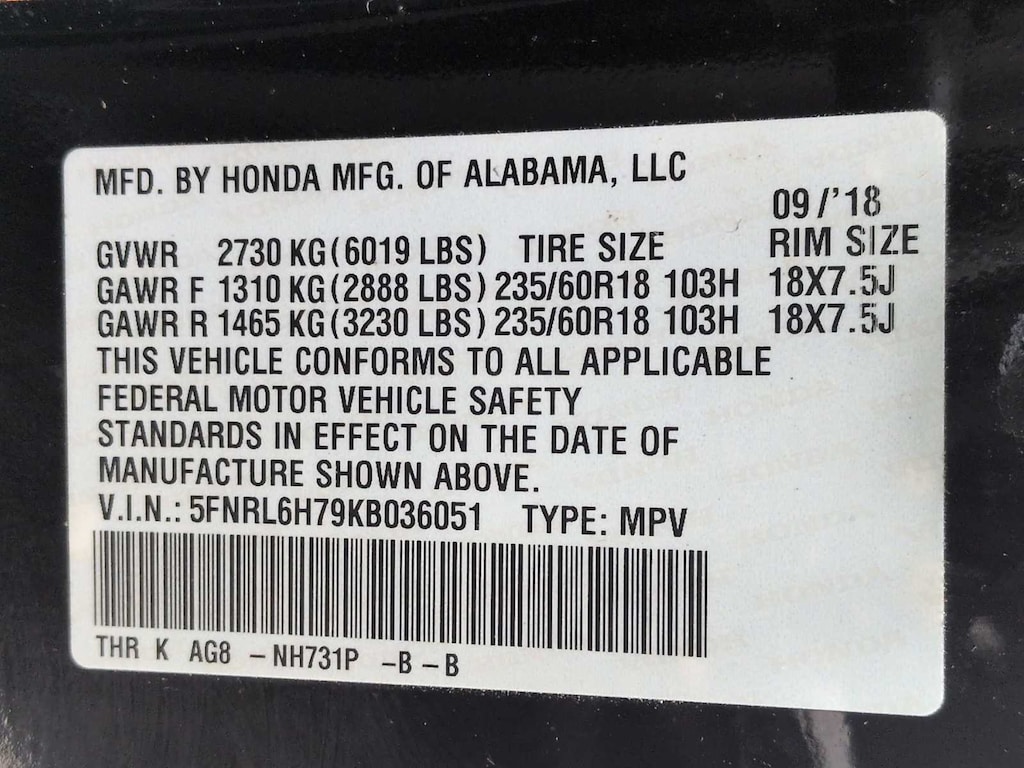 MFD. BY HONDA MFG. OF ALABAMA, LLC
09/'18
GVWR 2730 KG (6019 LBS) TIRE SIZE RIM SIZE
GAWR F 1310 KG (2888 LBS) 235/60R18 103H 18X7.5J
GAWR R 1465 KG (3230 LBS) 235/60R18 103H 18X7.5J
THIS VEHICLE CONFORMS TO ALL APPLICABLE
FEDERAL MOTOR VEHICLE SAFETY
STANDARDS IN EFFECT ON THE DATE OF
MANUFACTURE SHOWN ABOVE.
V.I.N.: 5FNRL6H79KB036051 TYPE: MPV
THR K AG8 -NH731P -B-B